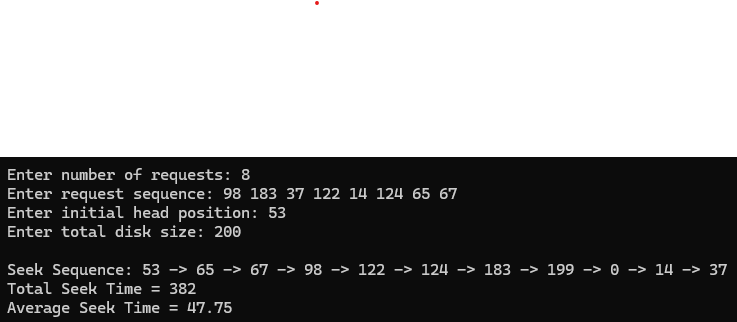 Enter number of requests: 8
Enter request sequence: 98 183 37 122 14 124 65 67
Enter initial head position: 53
Enter total disk size: 200
Seek Sequence: 53 -> 65 -> 67 -> 98 -> 122 -> 124 -> 183 -> 199 -> 0 -> 14 -> 37
Total Seek Time = 382
Average Seek Time = 47.75